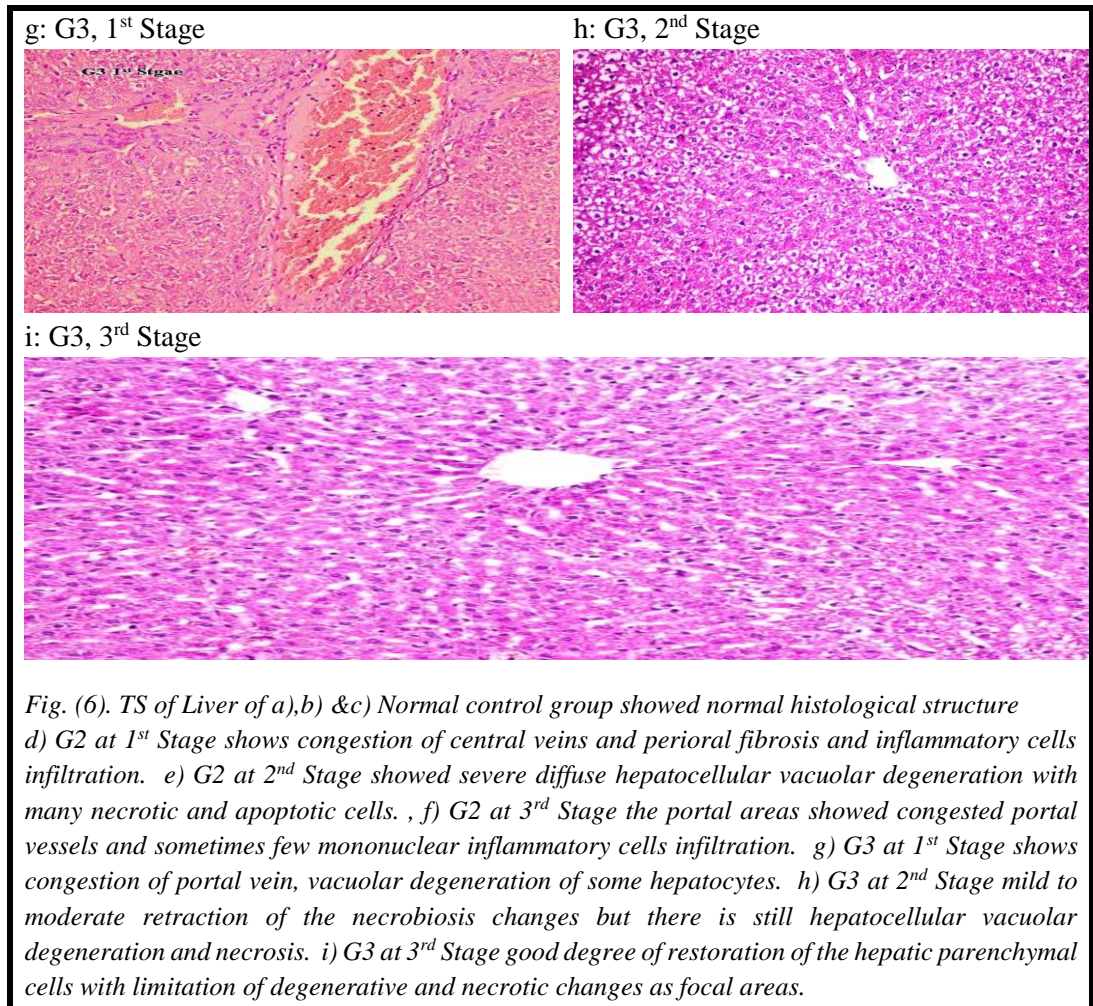 g: G3, 1st Stage
h: G3, 2nd Stage
G3 1st Stgae
i: G3, 3rd Stage
Fig. (6). TS of Liver of a),b) &c) Normal control group showed normal histological structure
d) G2 at 1st Stage shows congestion of central veins and perioral fibrosis and inflammatory cells
infiltration. e) G2 at 2nd Stage showed severe diffuse hepatocellular vacuolar degeneration with
many necrotic and apoptotic cells. , f) G2 at 3rd Stage the portal areas showed congested portal
vessels and sometimes few mononuclear inflammatory cells infiltration. g) G3 at 1st Stage shows
congestion of portal vein, vacuolar degeneration of some hepatocytes. h) G3 at 2nd Stage mild to
moderate retraction of the necrobiosis changes but there is still hepatocellular vacuolar
degeneration and necrosis. i) G3 at 3rd Stage good degree of restoration of the hepatic parenchymal
cells with limitation of degenerative and necrotic changes as focal areas.